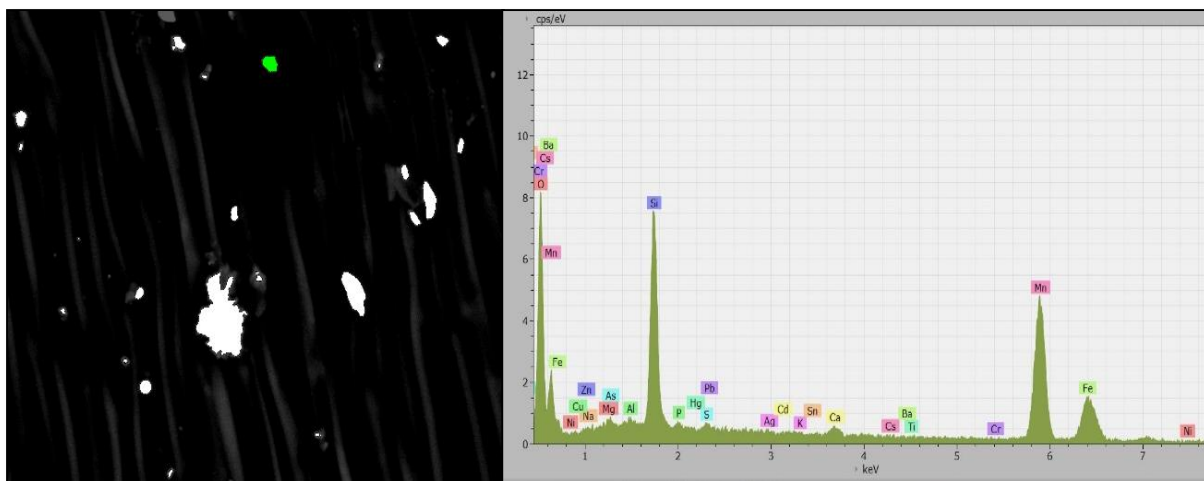 cps/eV
12
10
8
6
4
2
0
Ba
Cs
Cr
O
Mn
Fe
Ni
Cu
Zn
Na
As
Mg
Al
Si
P
Hg
Pb
S
Ag
Cd
K
Sn
Ca
Cs
Ba
Ti
Cr
Mn
Fe
Ni
1 2 3 4 5 6 7
keV